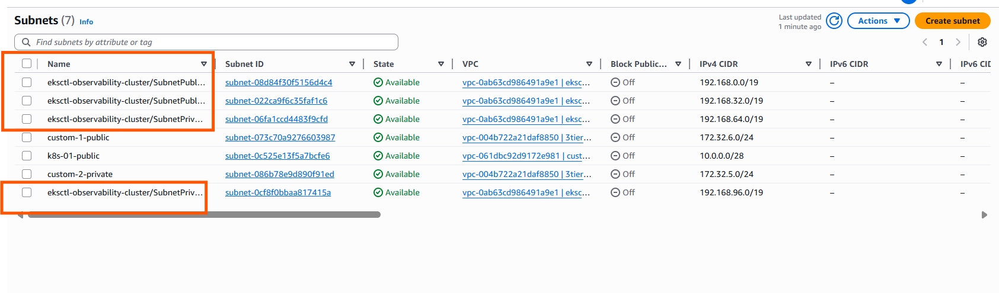 Subnets (7) Info
Last updated
1 minute ago
Actions
Create subnet
Find subnets by attribute or tag
1
Name Subnet ID State VPC Block Public... IPv4 CIDR IPv6 CIDR IPv6 CID
eksctl-observability-cluster/SubnetPubl... subnet-08d84f30f5156d4c4 Available vpc-0ab63cd986491a9e1 | eksc... Off 192.168.0.0/19 – –
eksctl-observability-cluster/SubnetPubl... subnet-022ca9f6c35faf1c6 Available vpc-0ab63cd986491a9e1 | eksc... Off 192.168.32.0/19 – –
eksctl-observability-cluster/SubnetPriv... subnet-06fa1ccd4483f9cfd Available vpc-0ab63cd986491a9e1 | eksc... Off 192.168.64.0/19 – –
custom-1-public subnet-073c70a9276603987 Available vpc-004b722a21daf8850 | 3tier... Off 172.32.6.0/24 – –
k8s-01-public subnet-0c525e13f5a7bcfe6 Available vpc-061dbc92d9172e981 | cust... Off 10.0.0.0/28 – –
custom-2-private subnet-086b78e9d890f91ed Available vpc-004b722a21daf8850 | 3tier... Off 172.32.5.0/24 – –
eksctl-observability-cluster/SubnetPriv... subnet-0cf8f0bbaa817415a Available vpc-0ab63cd986491a9e1 | eksc... Off 192.168.96.0/19 – –